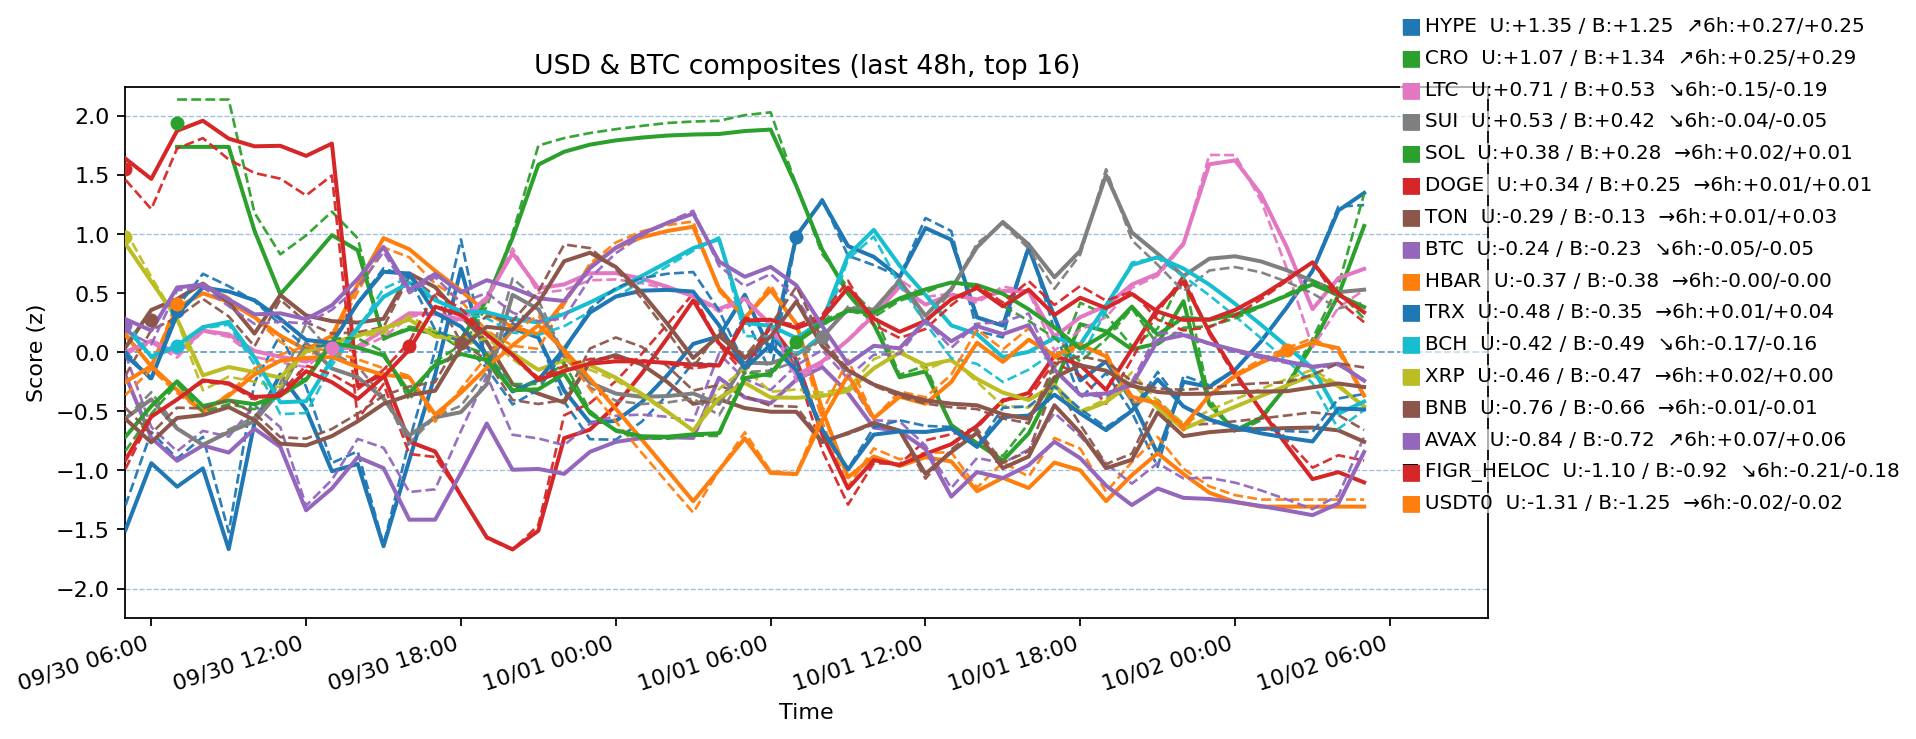 USD & BTC composites (last 48h, top 16)
HYPE U:+1.35 / B:+1.25 ↗6h:+0.27/+0.25
CRO U:+1.07 / B:+1.34 ↗6h:+0.25/+0.29
LTC U:+0.71 / B:+0.53 ↘6h:-0.15/-0.19
SUI U:+0.53 / B:+0.42 ↘6h:-0.04/-0.05
SOL U:+0.38 / B:+0.28 →6h:+0.02/+0.01
DOGE U:+0.34 / B:+0.25 →6h:+0.01/+0.01
TON U:-0.29 / B:-0.13 →6h:+0.01/+0.03
BTC U:-0.24 / B:-0.23 ↘6h:-0.05/-0.05
HBAR U:-0.37 / B:-0.38 →6h:-0.00/-0.00
TRX U:-0.48 / B:-0.35 →6h:+0.01/+0.04
BCH U:-0.42 / B:-0.49 ↘6h:-0.17/-0.16
XRP U:-0.46 / B:-0.47 →6h:+0.02/+0.00
BNB U:-0.76 / B:-0.66 →6h:-0.01/-0.01
AVAX U:-0.84 / B:-0.72 ↗6h:+0.07/+0.06
FIGR_HELOC U:-1.10 / B:-0.92 ↘6h:-0.21/-0.18
USDT0 U:-1.31 / B:-1.25 →6h:-0.02/-0.02
Score (z)
2.0
1.5
1.0
0.5
0.0
−0.5
−1.0
−1.5
−2.0
09/30 06:00
09/30 12:00
09/30 18:00
10/01 00:00
10/01 06:00
10/01 12:00
10/01 18:00
10/02 00:00
10/02 06:00
Time